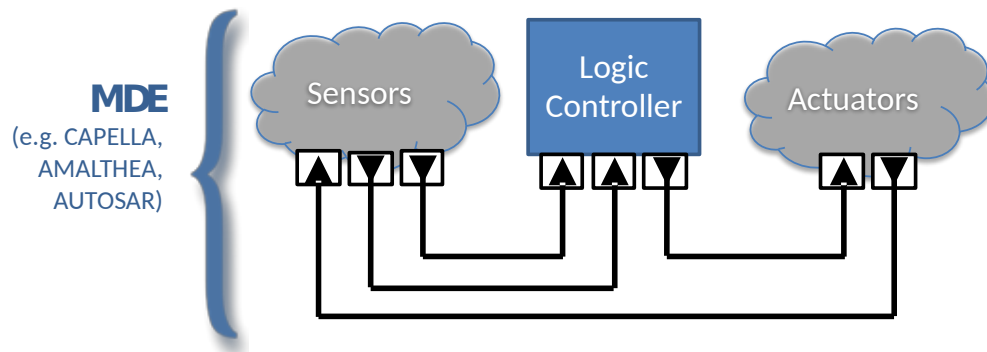 MDE
(e.g. CAPELLA,
AMALTHEA,
AUTOSAR)
Sensors
Logic
Controller
Actuators